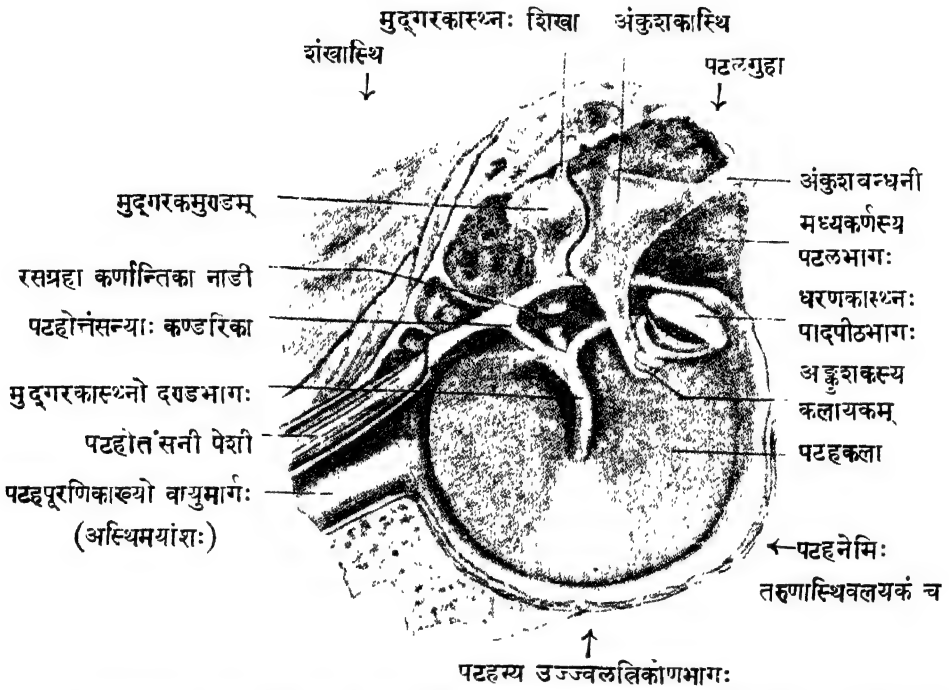 मुद्गरकास्थ्नः शिखा
अंकुशकास्थि
शंखास्थि
पटलगुहा
मुद्गरकमुण्डम्
अंकुशबन्धनी
मध्यकर्णस्य
पटलभागः
रसग्रहा कर्णान्तिका नाडी
धरणकास्थ्नः
पादपीठभागः
पटहोत्तंसन्याः कण्डरिका
मुद्गरकास्थ्नो दण्डभागः
अङ्कुशकस्य
कलायकम्
पटहोतंसनी पेशी
पटहकला
पटहपूरणिकाख्यो वायुमार्गः
(अस्थिमयांशः)
पटहनेमिः
तरुणास्थिवलयकं च
पटहस्य उज्ज्वलत्रिकोणभागः